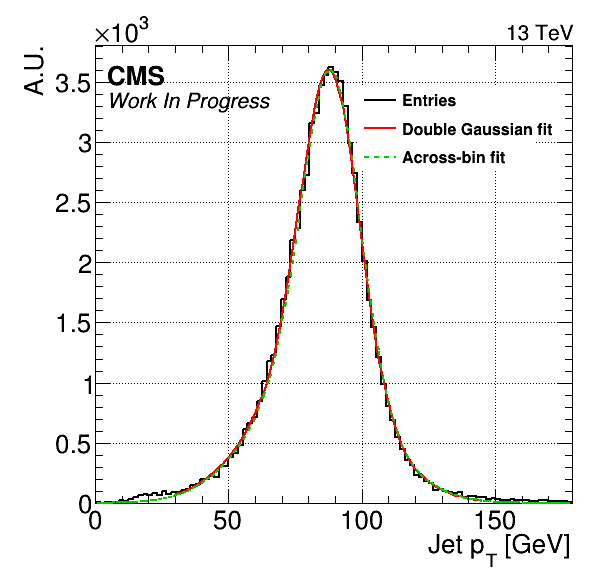 ×10³ 13 TeV
A.U.
CMS
Work In Progress
Entries
Double Gaussian fit
Across-bin fit
3.5
3
2.5
2
1.5
1
0.5
0
0 50 100 150
Jet p_T [GeV]